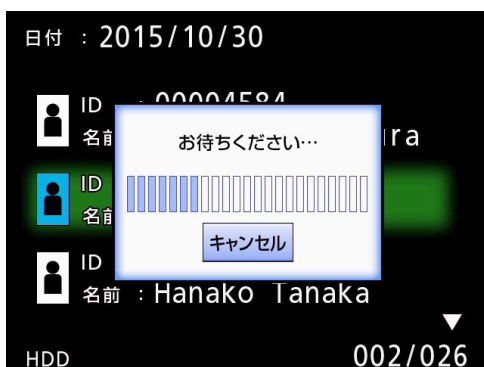 日付 : 2015/10/30
ID : 00004584
名前
お待ちください…
ID
名前
キャンセル
ID
名前 : Hanako Tanaka
▼
HDD 002/026